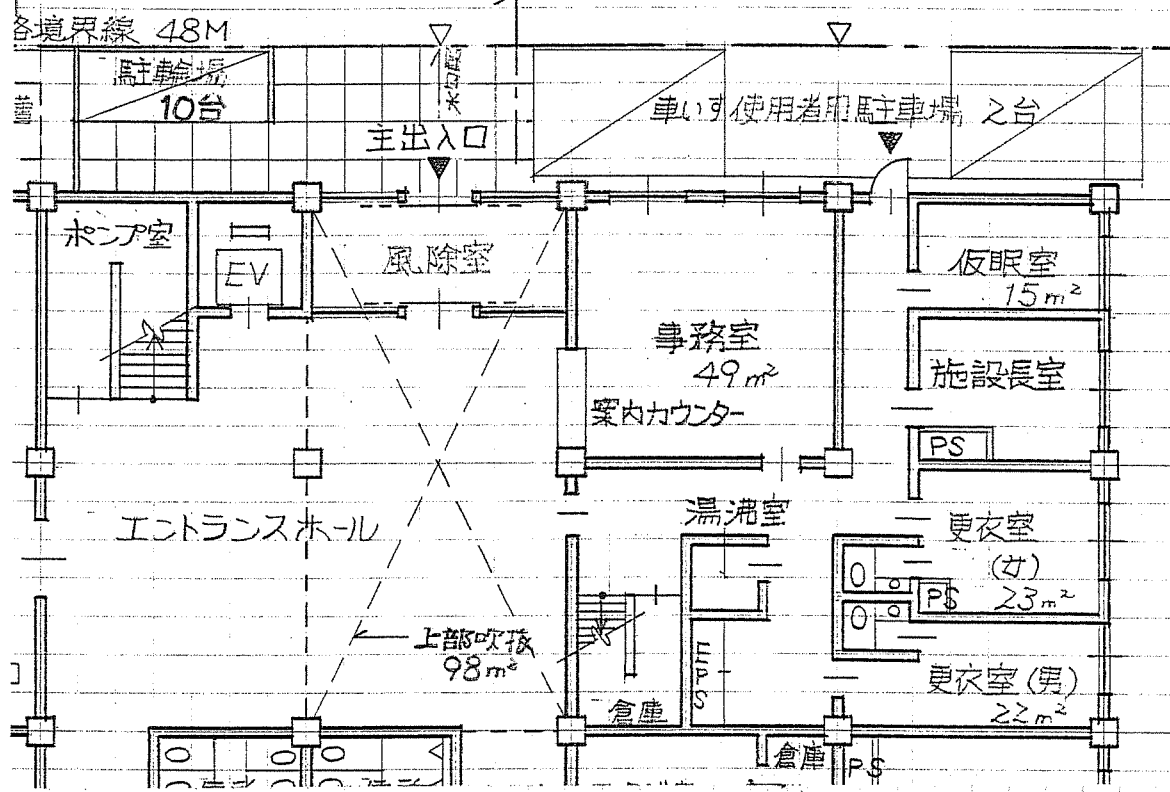 境界線 48M
駐輪場
10台
車いす使用者用駐車場 2台
主出入口
ポンプ室
EV
風除室
仮眠室
15m²
事務室
49m²
施設長室
案内カウンター
PS
エントランスホール
湯沸室
更衣室
(女)
23m²
PS
上部吹抜
98m²
EPS
更衣室(男)
22m²
倉庫
倉庫
PS